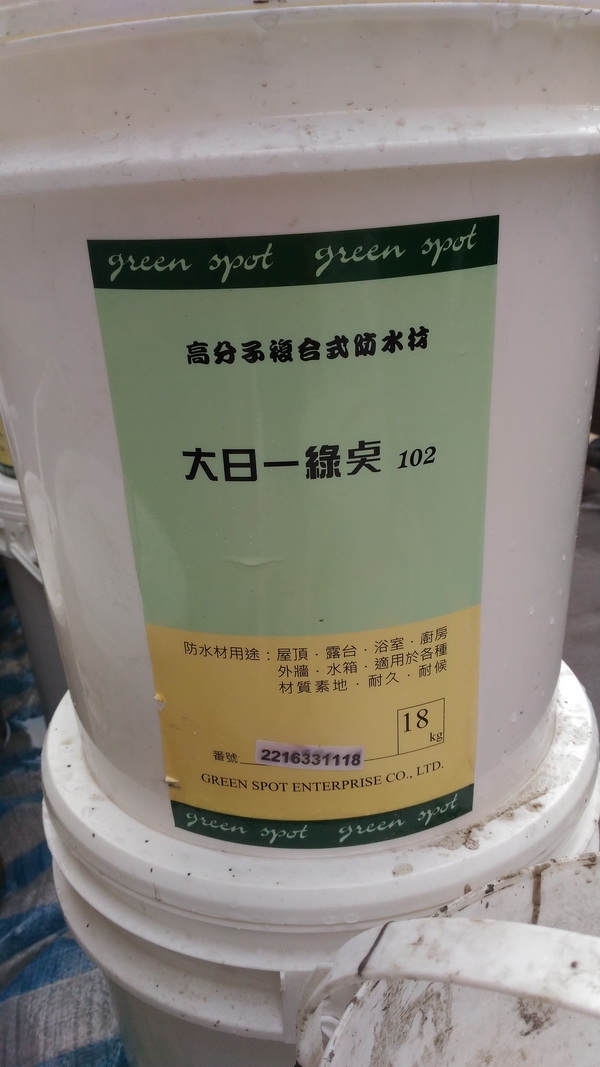 green spot green spot
高分子複合式防水材
大日一綠点 102
防水材用途：屋頂．露台．浴室．廚房
外牆．水箱．適用於各種
材質素地．耐久．耐候
18 kg
番號 2216331118
GREEN SPOT ENTERPRISE CO., LTD.
green spot green spot